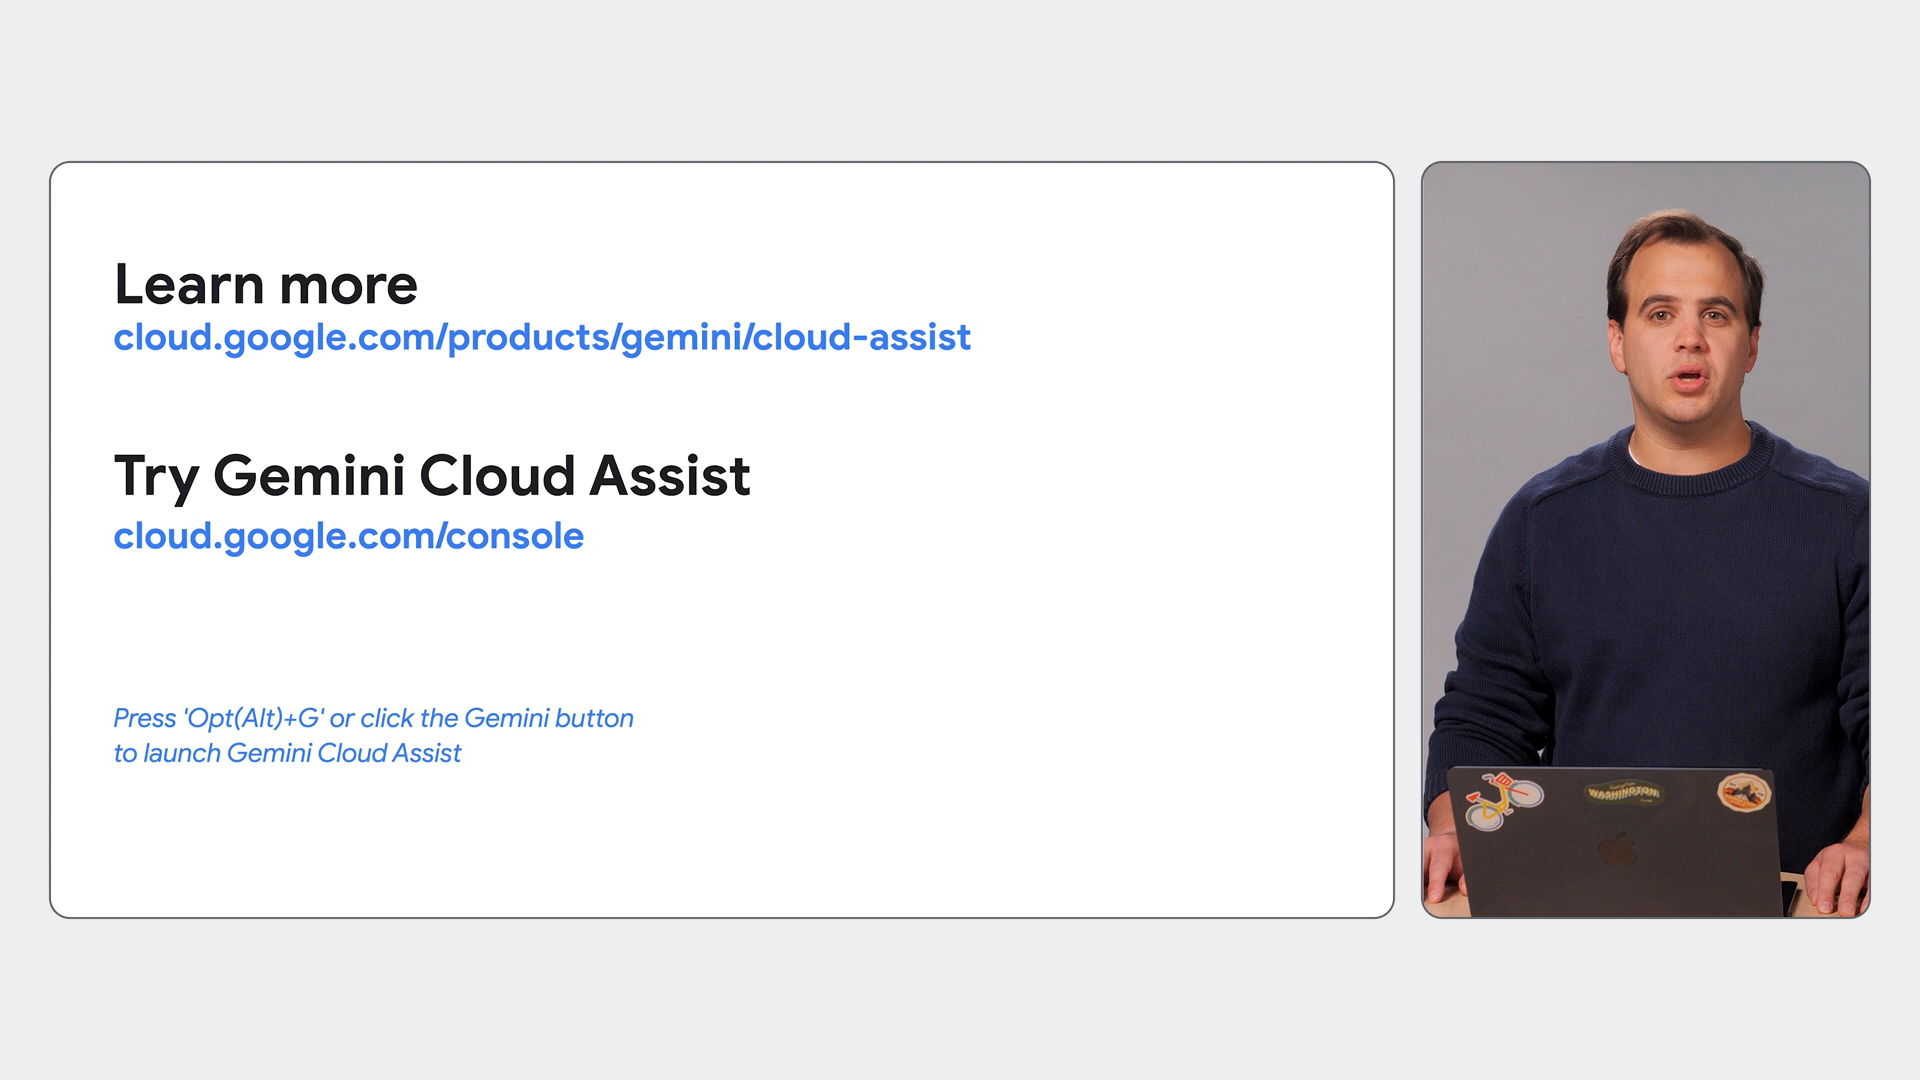 Learn more
cloud.google.com/products/gemini/cloud-assist
Try Gemini Cloud Assist
cloud.google.com/console
Press 'Opt(Alt)+G' or click the Gemini button
to launch Gemini Cloud Assist
WASHINGTON